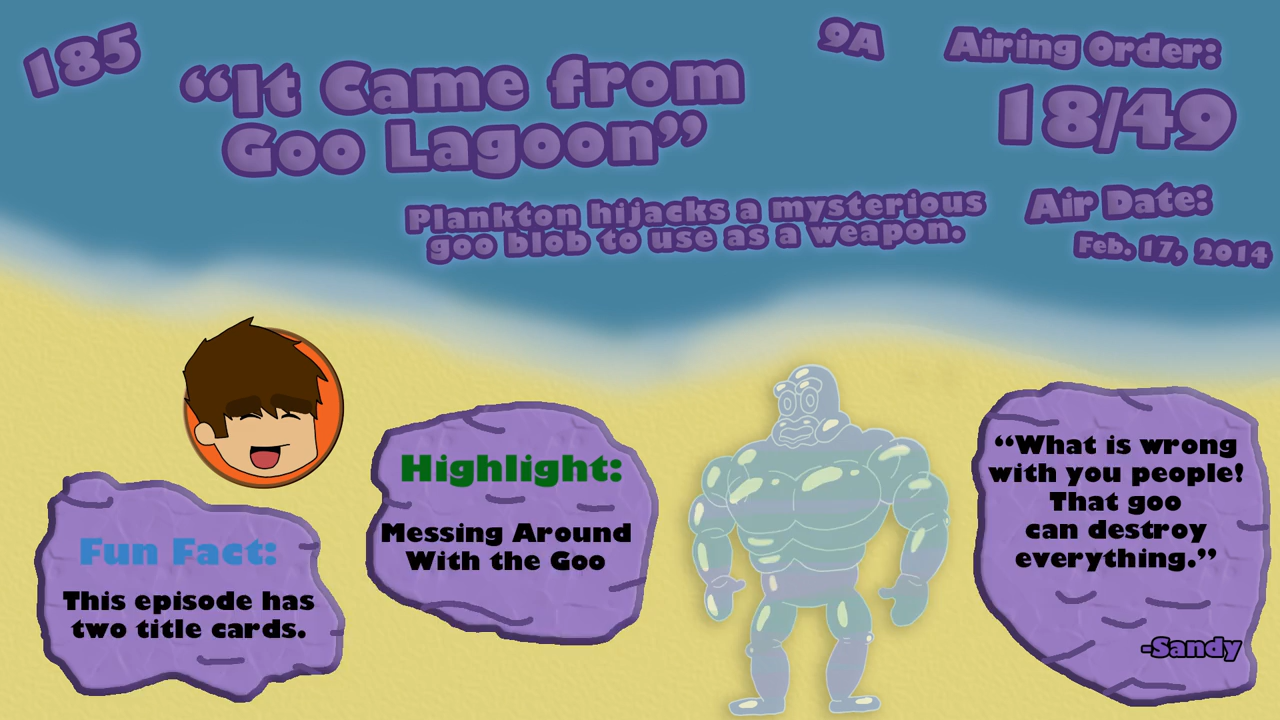 185
“It Came from
Goo Lagoon”
9A
Airing Order:
18/49
Plankton hijacks a mysterious
goo blob to use as a weapon.
Air Date:
Feb. 17, 2014
Fun Fact:
This episode has
two title cards.
Highlight:
Messing Around
With the Goo
“What is wrong
with you people!
That goo
can destroy
everything.”
-Sandy